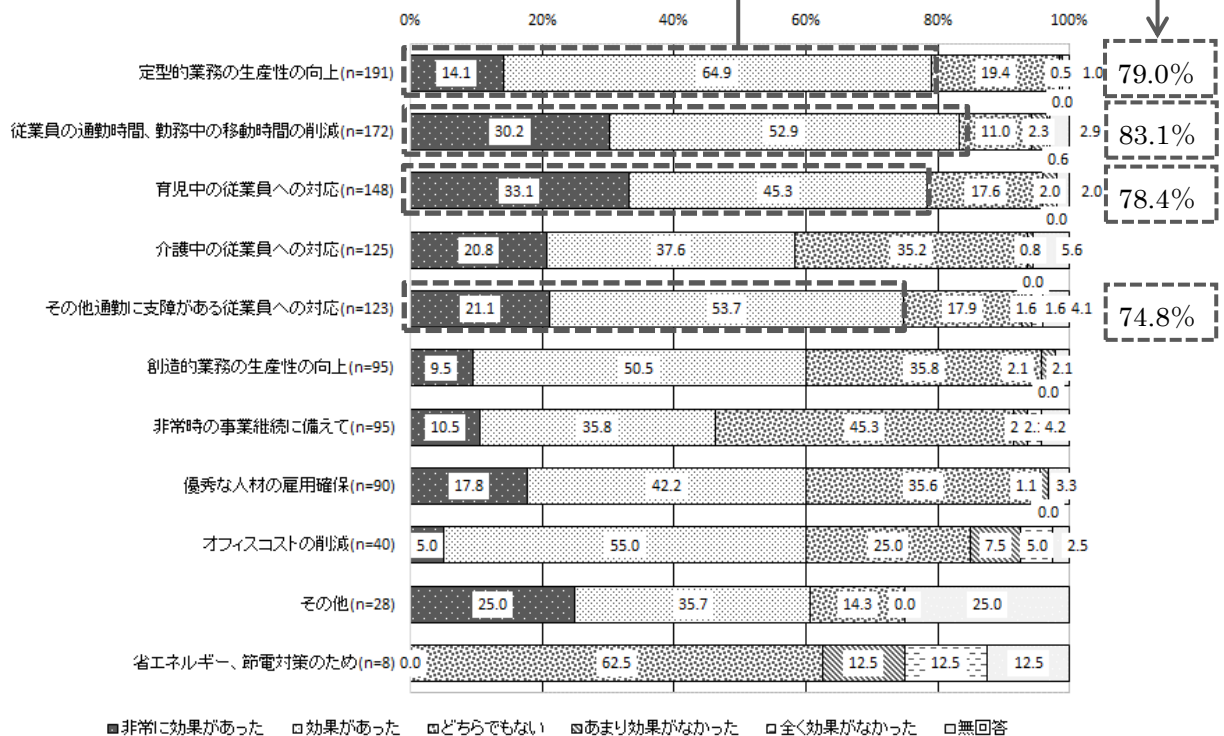 0% 20% 40% 60% 80% 100%
定型的業務の生産性の向上(n=191) 14.1 64.9 19.4 0.5 1.0 79.0%
0.0
従業員の通勤時間、勤務中の移動時間の削減(n=172) 30.2 52.9 11.0 2.3 2.9 83.1%
0.6
育児中の従業員への対応(n=148) 33.1 45.3 17.6 2.0 2.0 78.4%
0.0
介護中の従業員への対応(n=125) 20.8 37.6 35.2 0.8 5.6
0.0
その他通勤に支障がある従業員への対応(n=123) 21.1 53.7 17.9 1.6 1.6 4.1 74.8%
創造的業務の生産性の向上(n=95) 9.5 50.5 35.8 2.1 2.1
0.0
非常時の事業継続に備えて(n=95) 10.5 35.8 45.3 4.2
優秀な人材の雇用確保(n=90) 17.8 42.2 35.6 1.1 3.3
0.0
オフィスコストの削減(n=40) 5.0 55.0 25.0 7.5 5.0 2.5
その他(n=28) 25.0 35.7 14.3 0.0 25.0
省エネルギー、節電対策のため(n=8) 0.0 62.5 12.5 12.5 12.5
非常に効果があった 効果があった どちらでもない あまり効果がなかった 全く効果がなかった 無回答